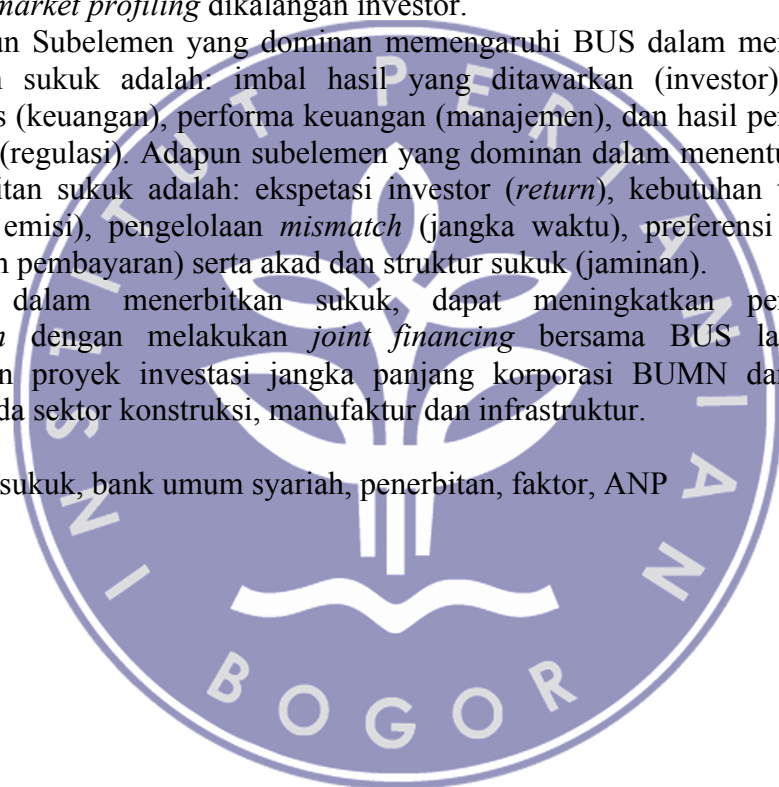 market profiling dikalangan investor.
un Subelemen yang dominan memengaruhi BUS dalam me
sukuk adalah: imbal hasil yang ditawarkan (investor)
s (keuangan), performa keuangan (manajemen), dan hasil pe
(regulasi). Adapun subelemen yang dominan dalam menentu
itan sukuk adalah: ekspetasi investor (return), kebutuhan
emisi), pengelolaan mismatch (jangka waktu), preferensi
n pembayaran) serta akad dan struktur sukuk (jaminan).
dalam menerbitkan sukuk, dapat meningkatkan pe
n dengan melakukan joint financing bersama BUS la
n proyek investasi jangka panjang korporasi BUMN da
da sektor konstruksi, manufaktur dan infrastruktur.
sukuk, bank umum syariah, penerbitan, faktor, ANP
INSTITUT PERTANIAN
BOGOR